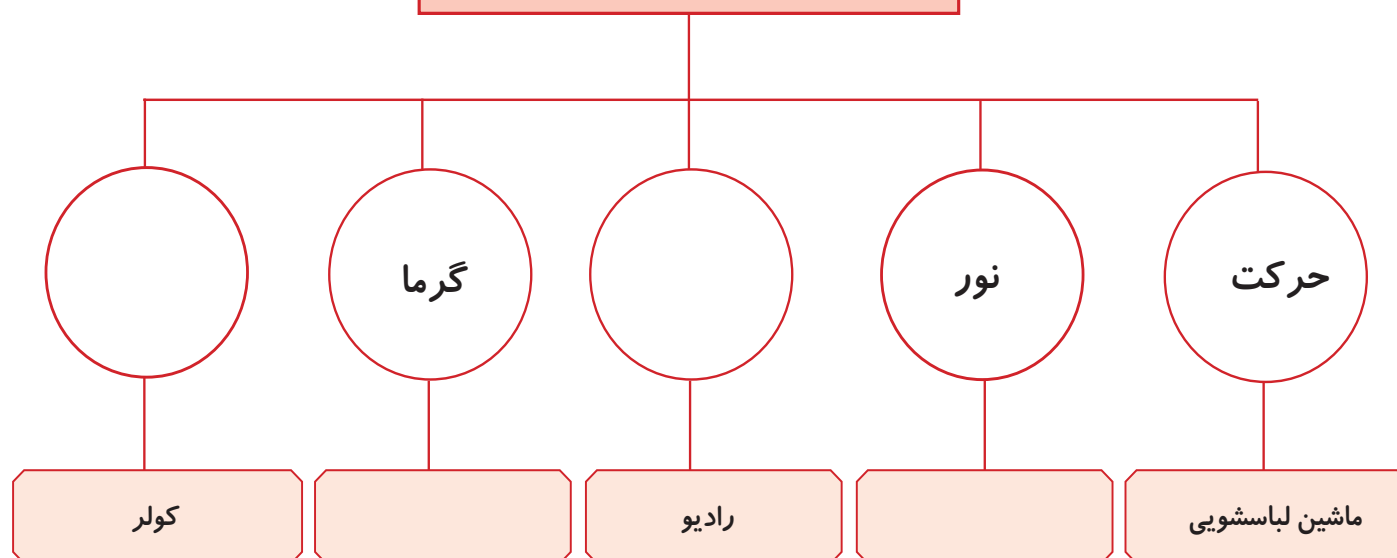 حرکت
نور
گرما
ماشین لباسشویی
رادیو
کولر